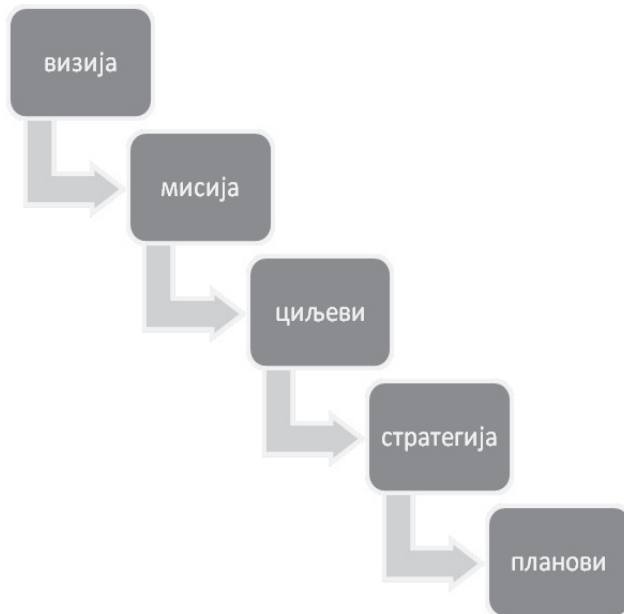 визија
мисија
циљеви
стратегија
планови